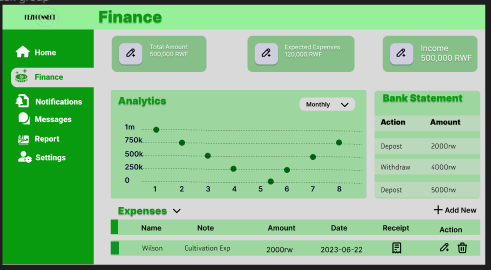 Finance
Home
Finance
Notifications
Messages
Report
Settings
Total Amount
500,000 RWF
Expected Expenses
120,000 RWF
Income
500,000 RWF
Analytics
Monthly
1m
750k
500k
250k
0
1 2 3 4 5 6 7 8
Bank Statement
Action Amount
Depost 2000rw
Withdraw 4000rw
Depost 5000rw
Expenses
Add New
Name Note Amount Date Receipt Action
Wilson Cultivation Exp 2000rw 2023-06-22